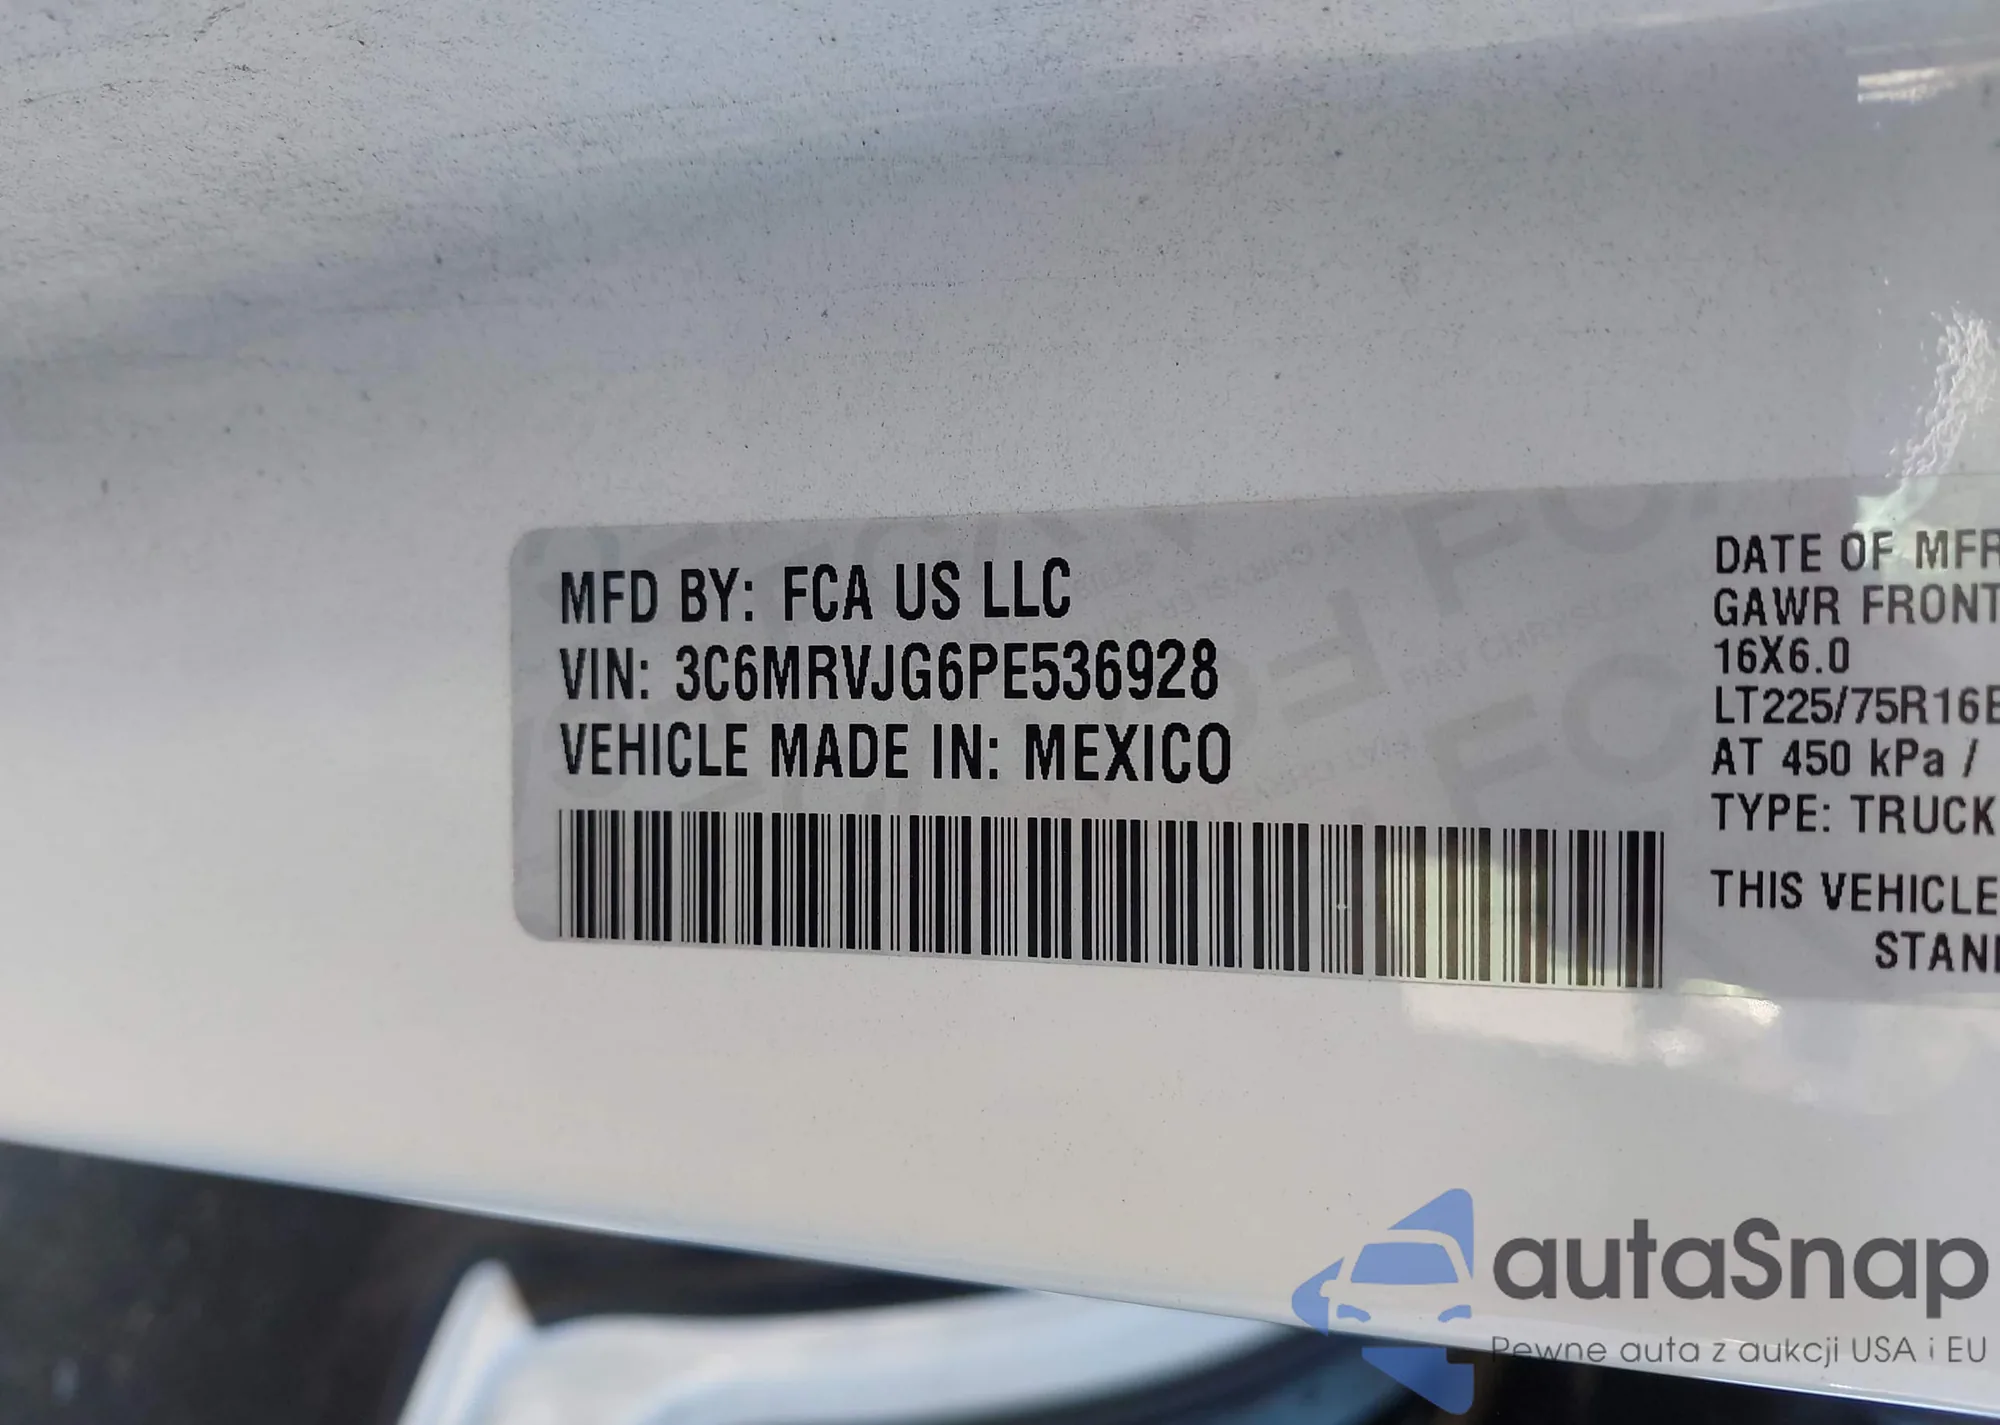 MFD BY: FCA US LLC
VIN: 3C6MRVJG6PE536928
VEHICLE MADE IN: MEXICO
DATE OF MFR
GAWR FRONT
16X6.0
LT225/75R16E
AT 450 kPa /
TYPE: TRUCK
THIS VEHICLE
STAN
autaSnap
Pewne auta z aukcji USA i EU